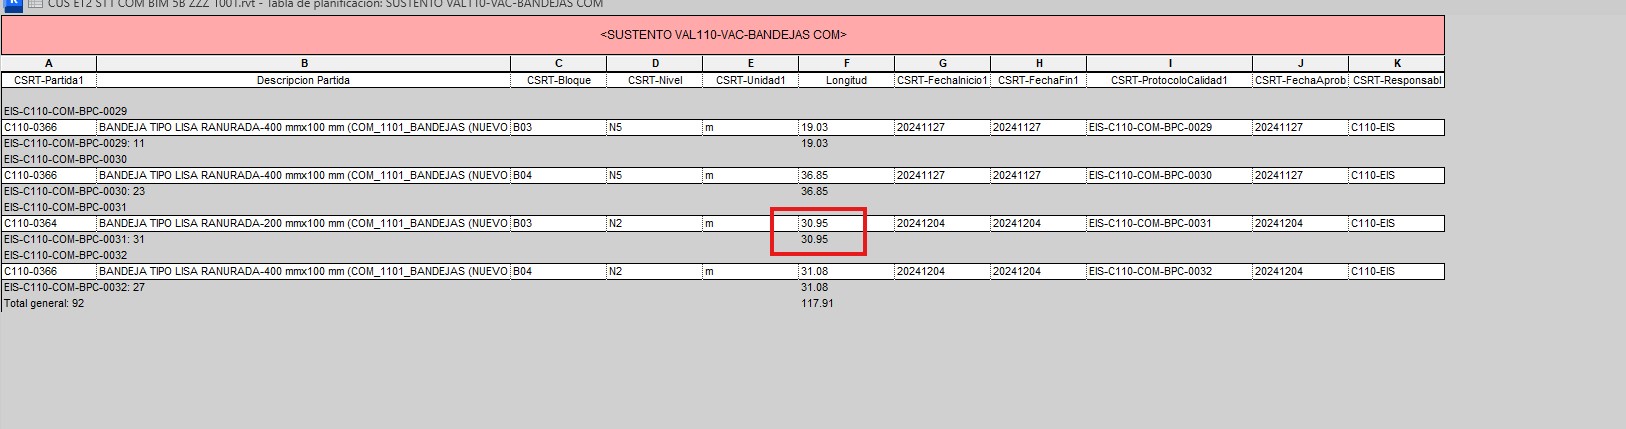 CUS ET2 ST1 COM BIM 5B ZZZ 1001.rvt - Tabla de planificación: SUSTENTO VAL110-VAC-BANDEJAS COM
<SUSTENTO VAL110-VAC-BANDEJAS COM>
A B C D E F G H I J K
CSRT-Partida1 Descripcion Partida CSRT-Bloque CSRT-Nivel CSRT-Unidad1 Longitud CSRT-FechaInicio1 CSRT-FechaFin1 CSRT-ProtocoloCalidad1 CSRT-FechaAprob CSRT-Responsabl
EIS-C110-COM-BPC-0029
C110-0366 BANDEJA TIPO LISA RANURADA-400 mmx100 mm (COM_1101_BANDEJAS (NUEVO B03 N5 m 19.03 20241127 20241127 EIS-C110-COM-BPC-0029 20241127 C110-EIS
EIS-C110-COM-BPC-0029: 11 19.03
EIS-C110-COM-BPC-0030
C110-0366 BANDEJA TIPO LISA RANURADA-400 mmx100 mm (COM_1101_BANDEJAS (NUEVO B04 N5 m 36.85 20241127 20241127 EIS-C110-COM-BPC-0030 20241127 C110-EIS
EIS-C110-COM-BPC-0030: 23 36.85
EIS-C110-COM-BPC-0031
C110-0364 BANDEJA TIPO LISA RANURADA-200 mmx100 mm (COM_1101_BANDEJAS (NUEVO B03 N2 m 30.95 20241204 20241204 EIS-C110-COM-BPC-0031 20241204 C110-EIS
EIS-C110-COM-BPC-0031: 31 30.95
EIS-C110-COM-BPC-0032
C110-0366 BANDEJA TIPO LISA RANURADA-400 mmx100 mm (COM_1101_BANDEJAS (NUEVO B04 N2 m 31.08 20241204 20241204 EIS-C110-COM-BPC-0032 20241204 C110-EIS
EIS-C110-COM-BPC-0032: 27 31.08
Total general: 92 117.91